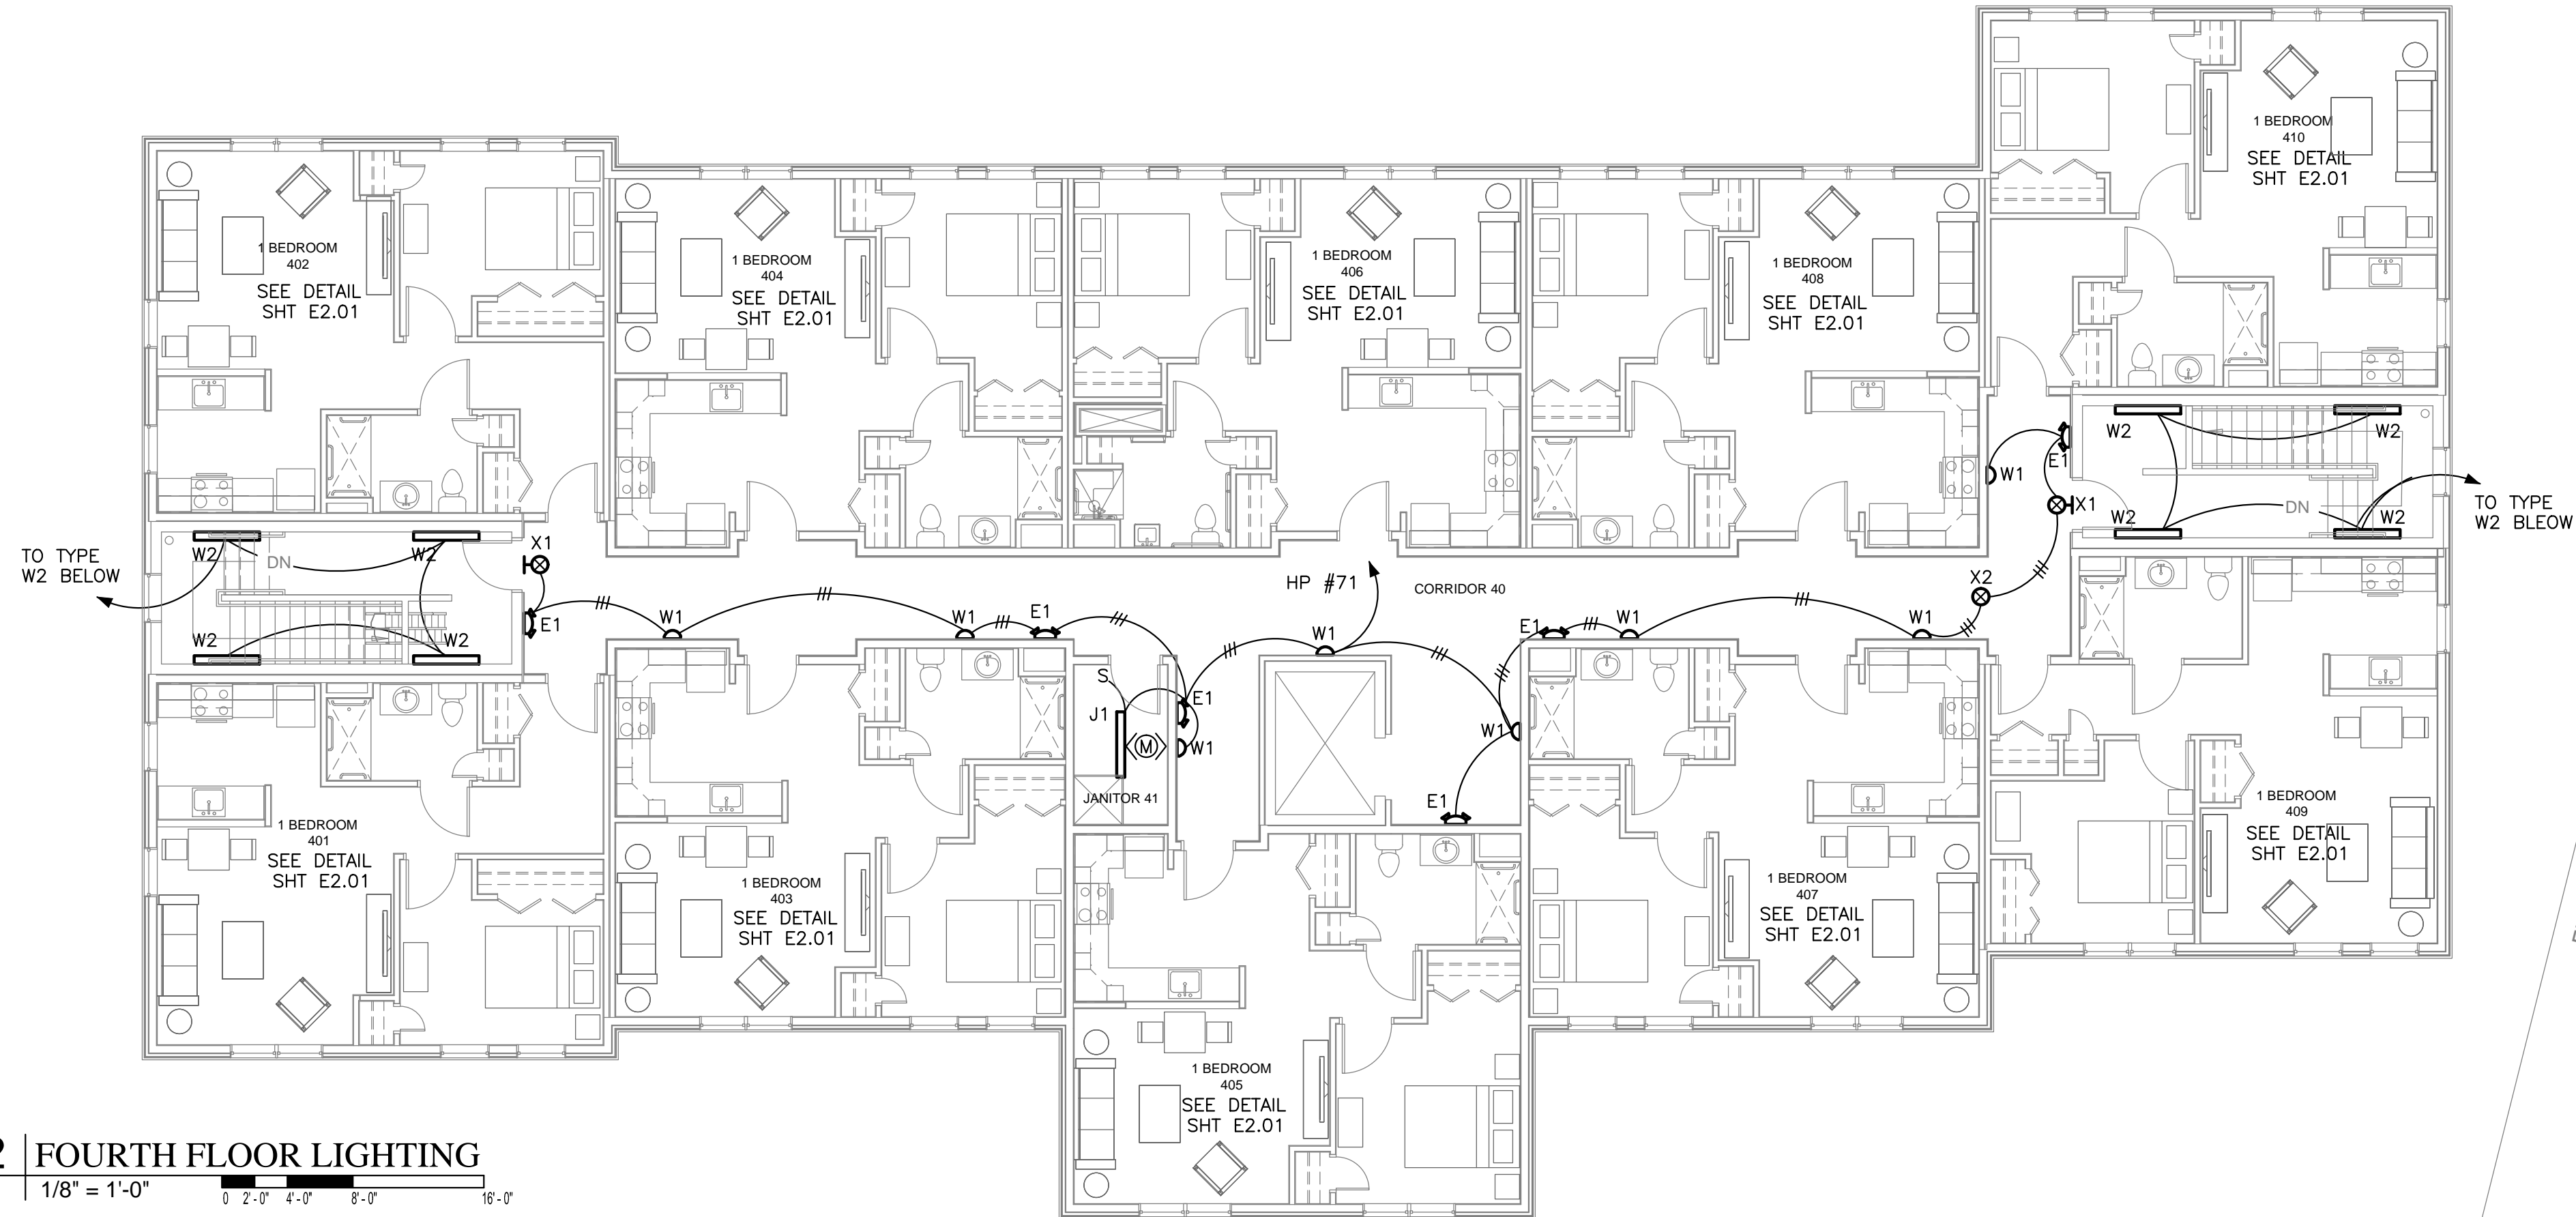 1 BEDROOM
410
SEE DETAIL
SHT E2.01
1 BEDROOM
402
SEE DETAIL
SHT E2.01
1 BEDROOM
404
SEE DETAIL
SHT E2.01
1 BEDROOM
406
SEE DETAIL
SHT E2.01
1 BEDROOM
408
SEE DETAIL
SHT E2.01
W2
W2
E1
W1
X1
DN
W2
W2
TO TYPE
W2 BLEOW
TO TYPE
W2 BELOW
W2
DN
W2
X1
W2
W2
E1
HP #71
CORRIDOR 40
X2
W1
W1
E1
W1
E1
W1
W1
S
J1
E1
W1
M
W1
E1
JANITOR 41
1 BEDROOM
401
SEE DETAIL
SHT E2.01
1 BEDROOM
403
SEE DETAIL
SHT E2.01
1 BEDROOM
407
SEE DETAIL
SHT E2.01
1 BEDROOM
409
SEE DETAIL
SHT E2.01
1 BEDROOM
405
SEE DETAIL
SHT E2.01
2
FOURTH FLOOR LIGHTING
1/8" = 1'-0"
0 2'-0" 4'-0" 8'-0" 16'-0"